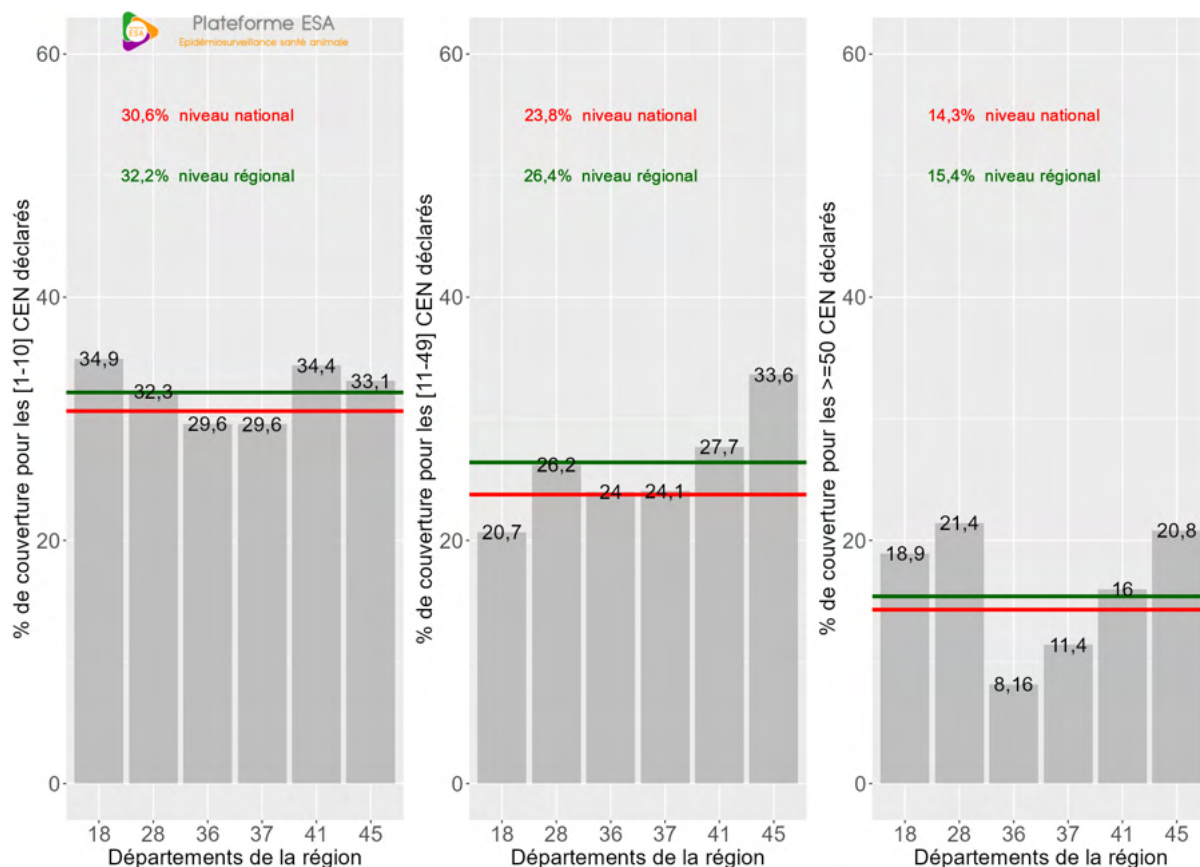 ESA
Plateforme ESA
Epidémiosurveillance santé animale
% de couverture pour les [1-10] CEN déclarés
60
40
20
0
30,6% niveau national
32,2% niveau régional
34,9
32,3
29,6
29,6
34,4
33,1
18 28 36 37 41 45
Départements de la région
% de couverture pour les [11-49] CEN déclarés
60
40
20
0
23,8% niveau national
26,4% niveau régional
20,7
26,2
24
24,1
27,7
33,6
18 28 36 37 41 45
Départements de la région
% de couverture pour les >=50 CEN déclarés
60
40
20
0
14,3% niveau national
15,4% niveau régional
18,9
21,4
8,16
11,4
16
20,8
18 28 36 37 41 45
Départements de la région